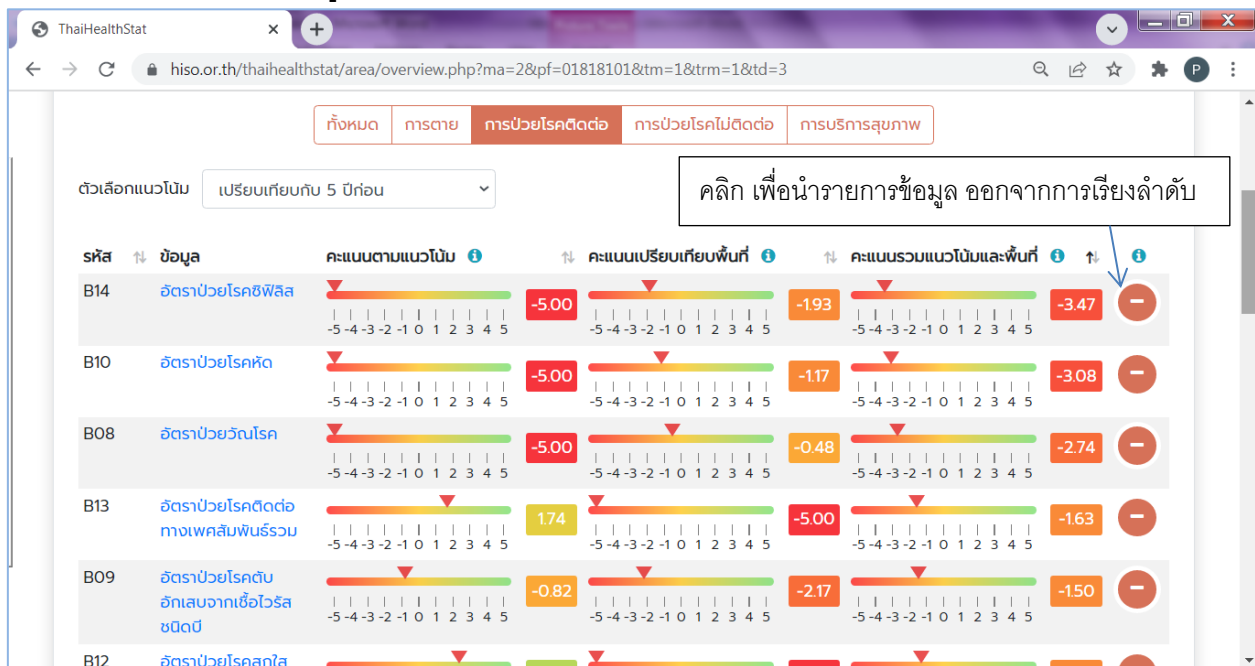 ThaiHealthStat
hiso.or.th/thaihealthstat/area/overview.php?ma=2&pf=01818101&tm=1&trm=1&td=3
P
ทั้งหมด การตาย การป่วยโรคติดต่อ การป่วยโรคไม่ติดต่อ การบริการสุขภาพ
คลิก เพื่อนำรายการข้อมูล ออกจากการเรียงลำดับ
ตัวเลือกแนวโน้ม เปรียบเทียบกับ 5 ปีก่อน
รหัส ข้อมูล คะแนนตามแนวโน้ม คะแนนเปรียบเทียบพื้นที่ คะแนนรวมแนวโน้มและพื้นที่
B14 อัตราป่วยโรคซิฟิลิส -5.00 -1.93 -3.47
-5 -4 -3 -2 -1 0 1 2 3 4 5 -5 -4 -3 -2 -1 0 1 2 3 4 5 -5 -4 -3 -2 -1 0 1 2 3 4 5
B10 อัตราป่วยโรคหัด -5.00 -1.17 -3.08
-5 -4 -3 -2 -1 0 1 2 3 4 5 -5 -4 -3 -2 -1 0 1 2 3 4 5 -5 -4 -3 -2 -1 0 1 2 3 4 5
B08 อัตราป่วยวัณโรค -5.00 -0.48 -2.74
-5 -4 -3 -2 -1 0 1 2 3 4 5 -5 -4 -3 -2 -1 0 1 2 3 4 5 -5 -4 -3 -2 -1 0 1 2 3 4 5
B13 อัตราป่วยโรคติดต่อ 1.74 -5.00 -1.63
ทางเพศสัมพันธ์รวม
-5 -4 -3 -2 -1 0 1 2 3 4 5 -5 -4 -3 -2 -1 0 1 2 3 4 5 -5 -4 -3 -2 -1 0 1 2 3 4 5
B09 อัตราป่วยโรคตับ -0.82 -2.17 -1.50
อักเสบจากเชื้อไวรัส
-5 -4 -3 -2 -1 0 1 2 3 4 5 -5 -4 -3 -2 -1 0 1 2 3 4 5 -5 -4 -3 -2 -1 0 1 2 3 4 5
ชนิดบี
B12 อัตราป่วยโรคสุกใส